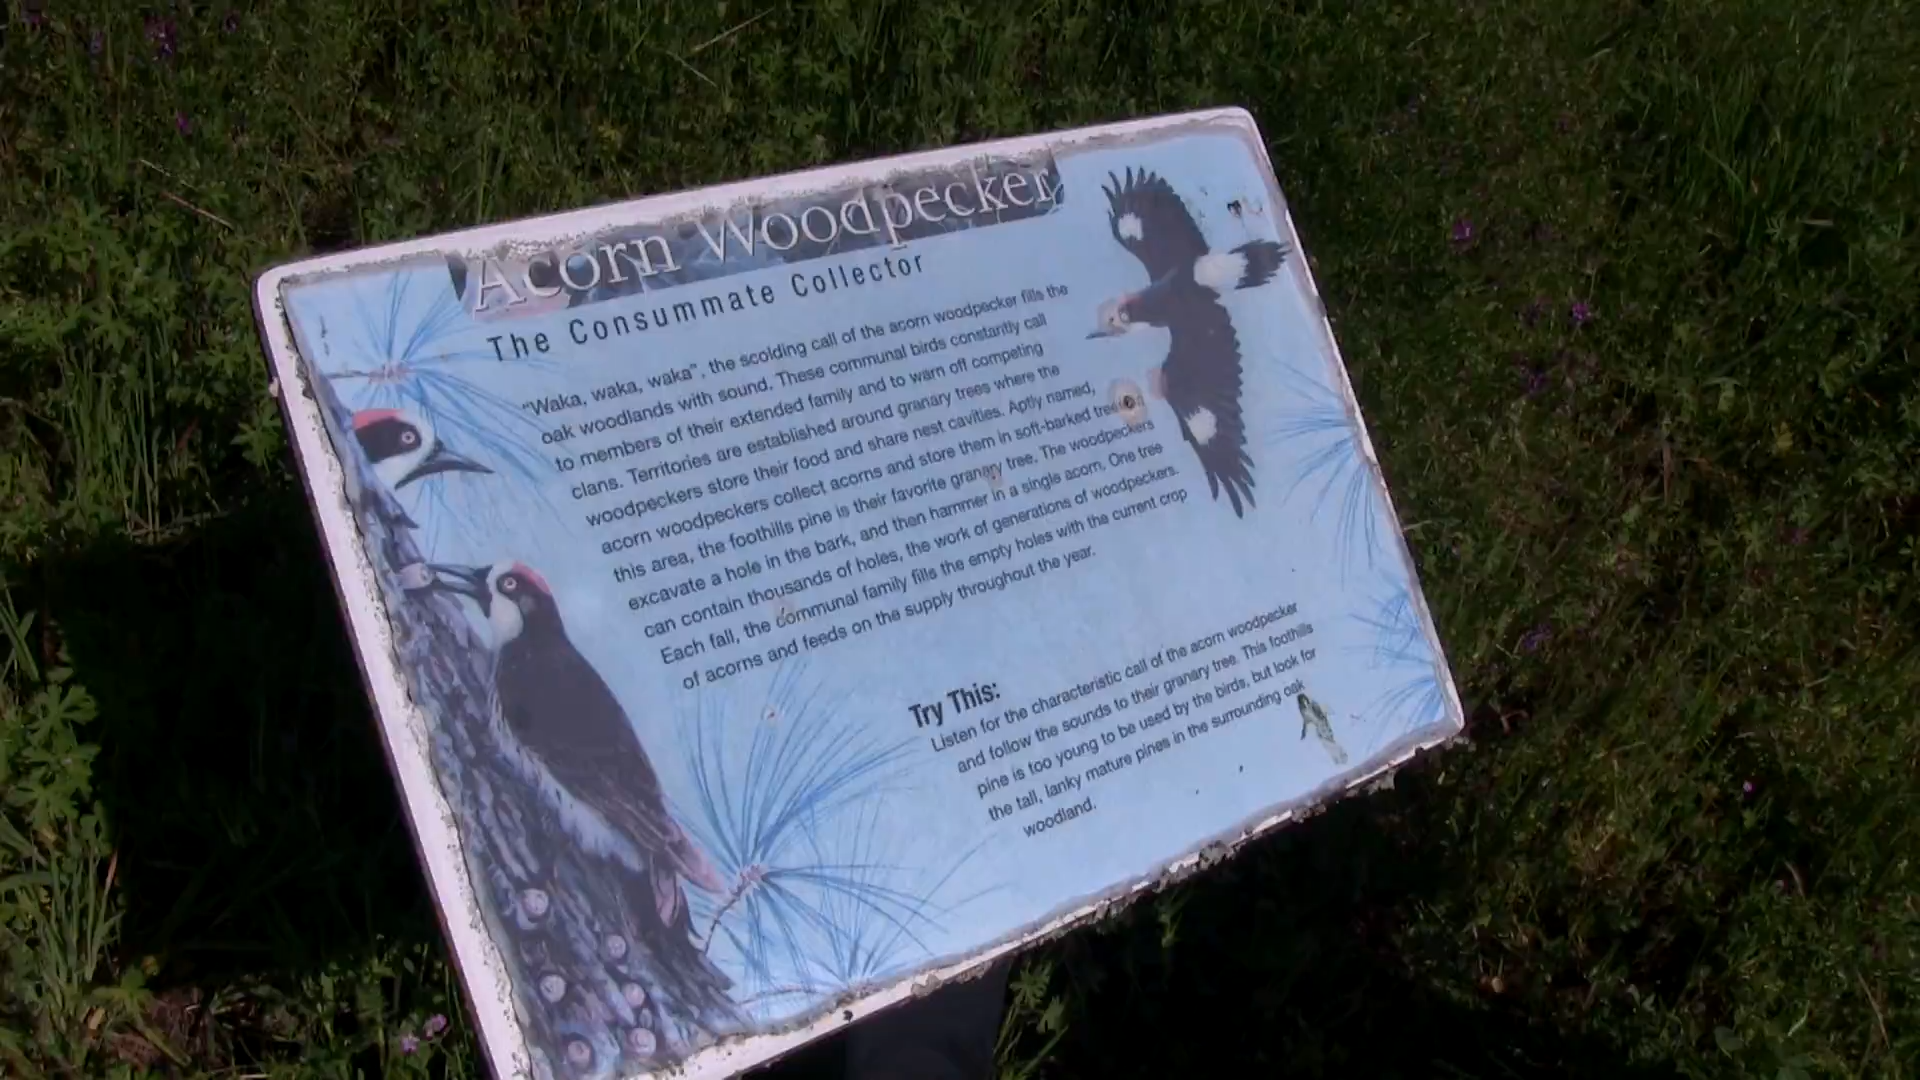 Acorn Woodpecker
The Consummate Collector
"Waka, waka, waka", the scolding call of the acorn woodpecker fills the
oak woodlands with sound. These communal birds constantly call
to members of their extended family and to warn off competing
clans. Territories are established around granary trees where the
woodpeckers store their food and share nest cavities. Aptly named,
acorn woodpeckers collect acorns and store them in soft-barked trees. In
this area, the foothills pine is their favorite granary tree. The woodpeckers
excavate a hole in the bark, and then hammer in a single acorn. One tree
can contain thousands of holes, the work of generations of woodpeckers.
Each fall, the communal family fills the empty holes with the current crop
of acorns and feeds on the supply throughout the year.
Try This:
Listen for the characteristic call of the acorn woodpecker
and follow the sounds to their granary tree. This foothills
pine is too young to be used by the birds, but look for
the tall, lanky mature pines in the surrounding oak
woodland.